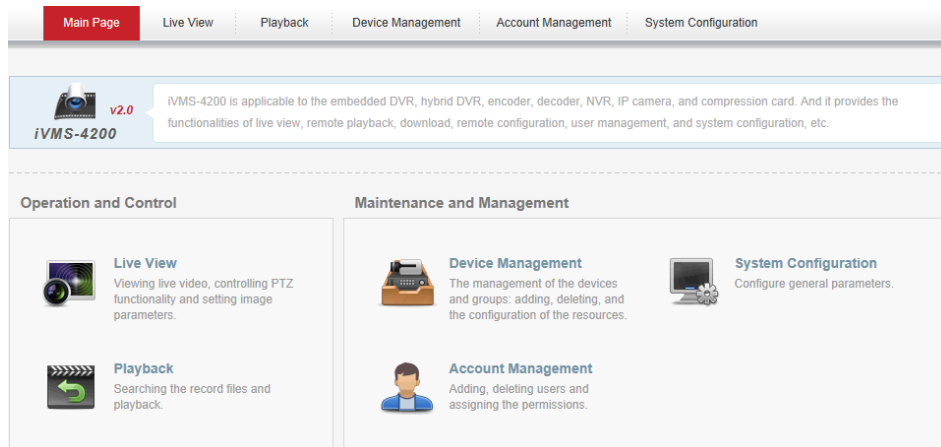 Main Page
Live View
Playback
Device Management
Account Management
System Configuration
v2.0
iVMS-4200
iVMS-4200 is applicable to the embedded DVR, hybrid DVR, encoder, decoder, NVR, IP camera, and compression card. And it provides the
functionalities of live view, remote playback, download, remote configuration, user management, and system configuration, etc.
Operation and Control
Live View
Viewing live video, controlling PTZ
functionality and setting image
parameters.
Playback
Searching the record files and
playback.
Maintenance and Management
Device Management
The management of the devices
and groups: adding, deleting, and
the configuration of the resources.
System Configuration
Configure general parameters.
Account Management
Adding, deleting users and
assigning the permissions.